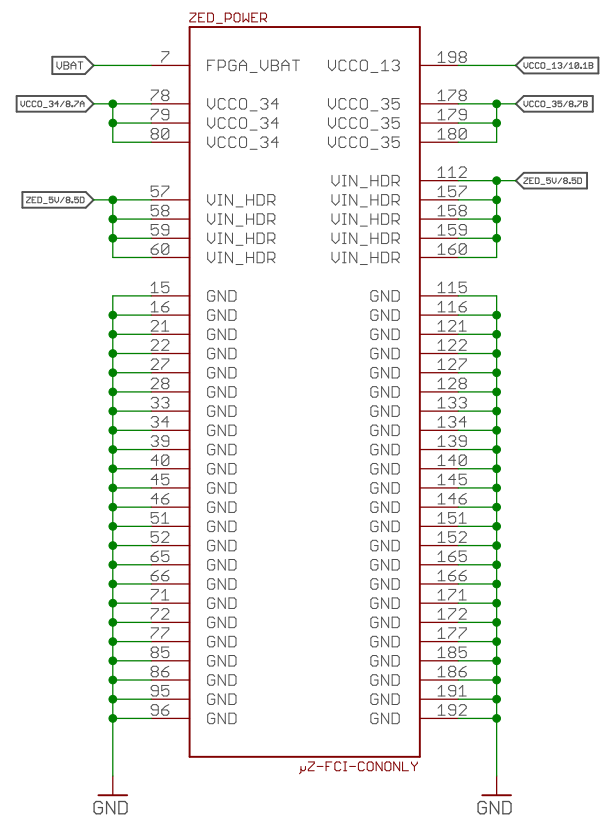 ZED_POWER
VBAT 7 FPGA_VBAT VCCO_13 198 VCCO_13/10.1B
VCCO_34/8.7A 78 VCCO_34 VCCO_35 178 VCCO_35/8.7B
79 VCCO_34 VCCO_35 179
80 VCCO_34 VCCO_35 180
VIN_HDR 112 ZED_5V/8.5D
ZED_5V/8.5D 57 VIN_HDR VIN_HDR 157
58 VIN_HDR VIN_HDR 158
59 VIN_HDR VIN_HDR 159
60 VIN_HDR VIN_HDR 160
15 GND GND 115
16 GND GND 116
21 GND GND 121
22 GND GND 122
27 GND GND 127
28 GND GND 128
33 GND GND 133
34 GND GND 134
39 GND GND 139
40 GND GND 140
45 GND GND 145
46 GND GND 146
51 GND GND 151
52 GND GND 152
65 GND GND 165
66 GND GND 166
71 GND GND 171
72 GND GND 172
77 GND GND 177
85 GND GND 185
86 GND GND 186
95 GND GND 191
96 GND GND 192
µZ-FCI-CONONLY
GND GND